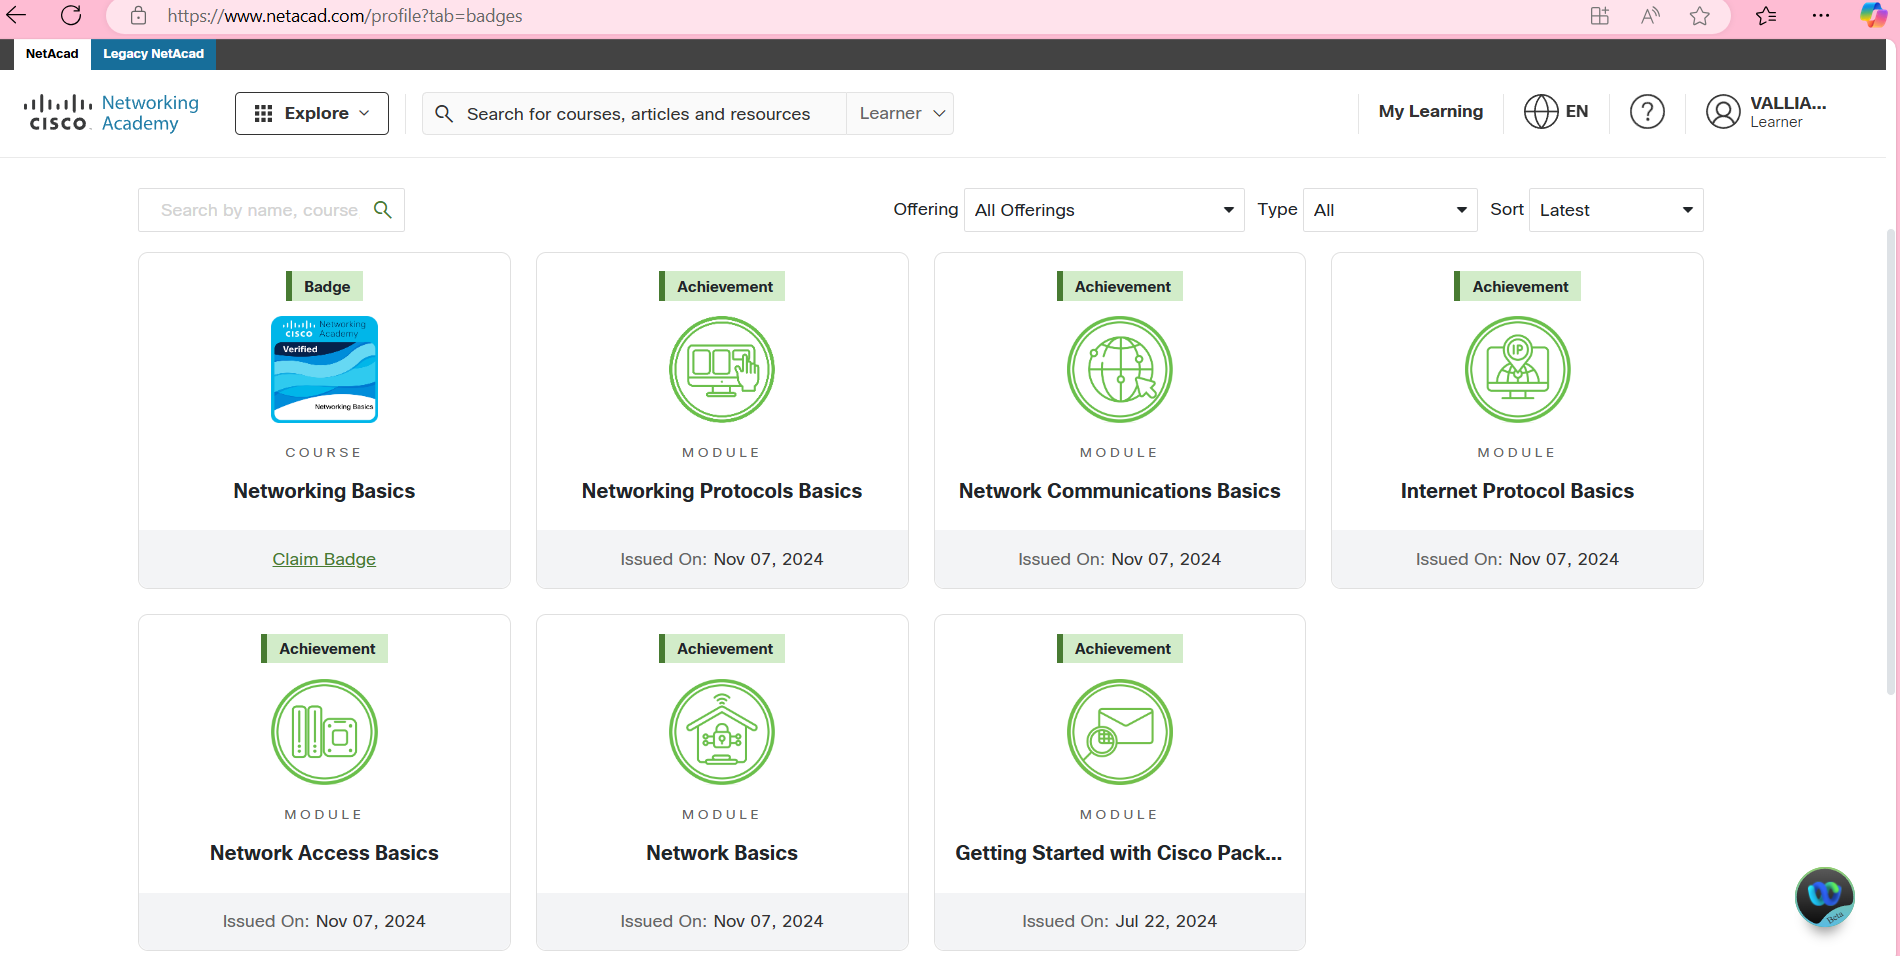 https://www.netacad.com/profile?tab=badges
NetAcad
Legacy NetAcad
CISCO
Networking
Academy
Explore
Search for courses, articles and resources
Learner
My Learning
EN
?
VALLIA...
Learner
Search by name, course
Offering
All Offerings
Type
All
Sort
Latest
Badge
CISCO
Networking
Academy
Verified
Networking Basics
COURSE
Networking Basics
Claim Badge
Achievement
MODULE
Networking Protocols Basics
Issued On: Nov 07, 2024
Achievement
MODULE
Network Communications Basics
Issued On: Nov 07, 2024
Achievement
IP
MODULE
Internet Protocol Basics
Issued On: Nov 07, 2024
Achievement
MODULE
Network Access Basics
Issued On: Nov 07, 2024
Achievement
MODULE
Network Basics
Issued On: Nov 07, 2024
Achievement
MODULE
Getting Started with Cisco Pack...
Issued On: Jul 22, 2024
Beta